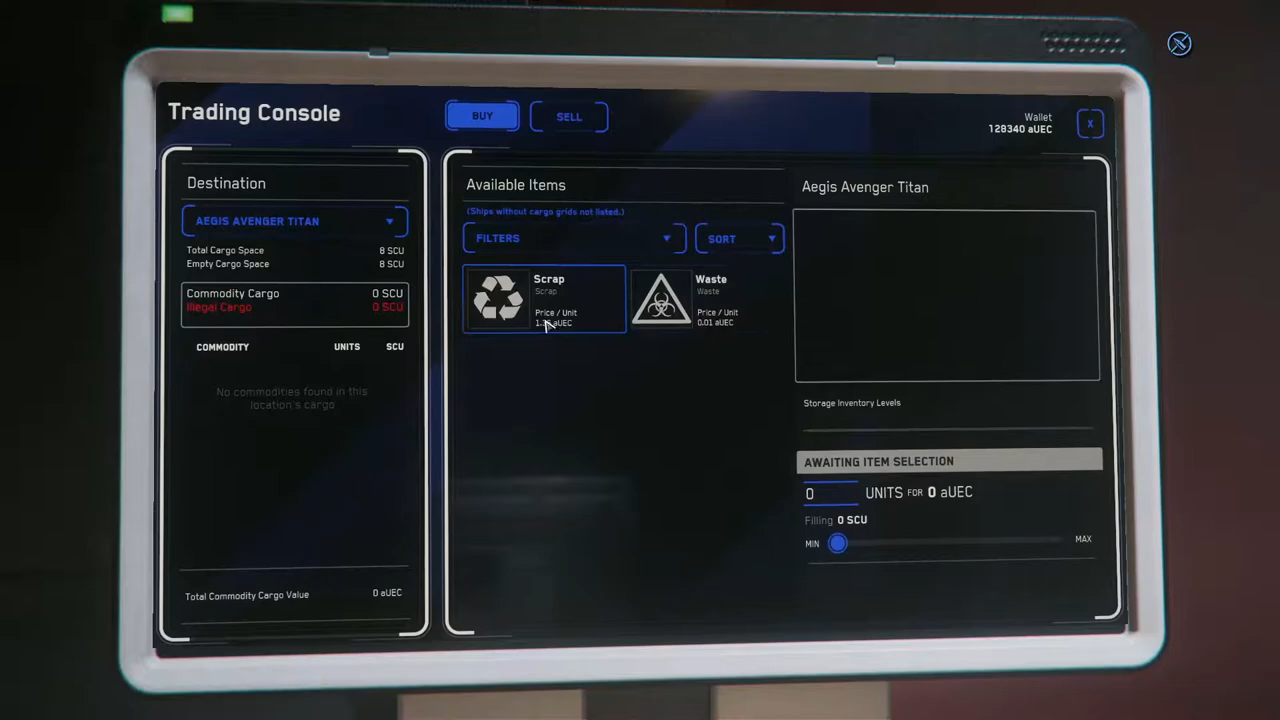 Trading Console
BUY
SELL
Wallet
128340 aUEC
X
Destination
AEGIS AVENGER TITAN
Total Cargo Space 8 SCU
Empty Cargo Space 8 SCU
Commodity Cargo 0 SCU
Illegal Cargo 0 SCU
COMMODITY UNITS SCU
No commodities found in this
location's cargo
Total Commodity Cargo Value 0 aUEC
Available Items
(Ships without cargo grids not listed.)
FILTERS
SORT
Scrap
Scrap
Price / Unit
aUEC
Waste
Waste
Price / Unit
0.01 aUEC
Aegis Avenger Titan
Storage Inventory Levels
AWAITING ITEM SELECTION
0 UNITS FOR 0 aUEC
Filling 0 SCU
MIN
MAX